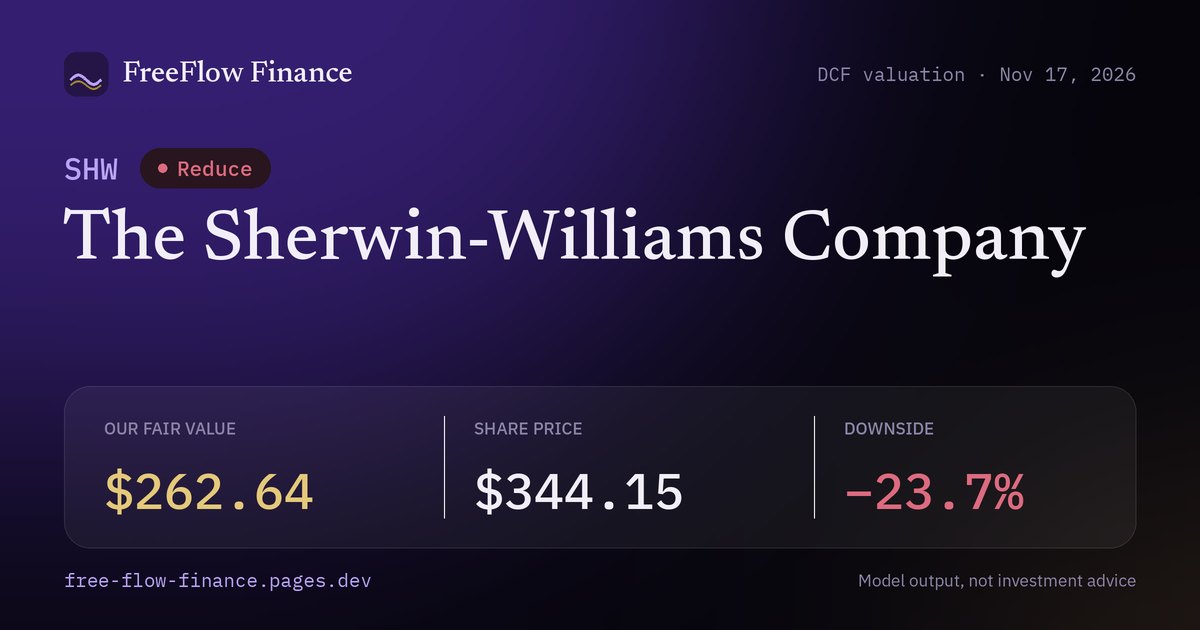 FreeFlow Finance
DCF valuation · Nov 17, 2026
SHW
Reduce
The Sherwin-Williams Company
OUR FAIR VALUE
$262.64
SHARE PRICE
$344.15
DOWNSIDE
−23.7%
free-flow-finance.pages.dev
Model output, not investment advice